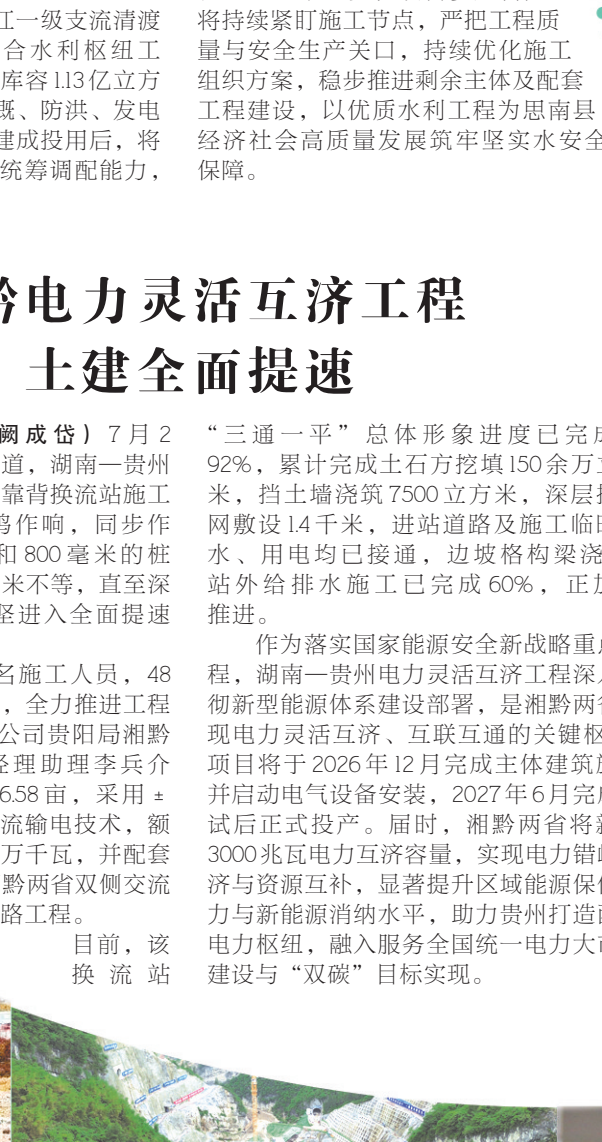 江一级支流清渡
合水利枢纽工
库容1.13亿立方
溉、防洪、发电
建成投用后，将
统筹调配能力，
将持续紧盯施工节点，严把工程质
量与安全生产关口，持续优化施工
组织方案，稳步推进剩余主体及配套
工程建设，以优质水利工程为思南县
经济社会高质量发展筑牢坚实水安全
保障。
黔电力灵活互济工程
土建全面提速
阙成岱）7月2
道，湖南—贵州
靠背换流站施工
鸣作响，同步作
和800毫米的桩
米不等，直至深
坚进入全面提速
名施工人员，48
，全力推进工程
公司贵阳局湘黔
经理助理李兵介
6.58亩，采用±
流输电技术，额
万千瓦，并配套
黔两省双侧交流
路工程。
目前，该
换流站
“三通一平”总体形象进度已完成
92%，累计完成土石方挖填150余万立
米，挡土墙浇筑7500立方米，深层接
网敷设1.4千米，进站道路及施工临时
水、用电均已接通，边坡格构梁浇
站外给排水施工已完成60%，正加
推进。
作为落实国家能源安全新战略重点
程，湖南—贵州电力灵活互济工程深入
彻新型能源体系建设部署，是湘黔两省
现电力灵活互济、互联互通的关键枢
项目将于2026年12月完成主体建筑施
并启动电气设备安装，2027年6月完成
试后正式投产。届时，湘黔两省将新
3000兆瓦电力互济容量，实现电力错峰
济与资源互补，显著提升区域能源保供
力与新能源消纳水平，助力贵州打造西
电力枢纽，融入服务全国统一电力大市
建设与“双碳”目标实现。